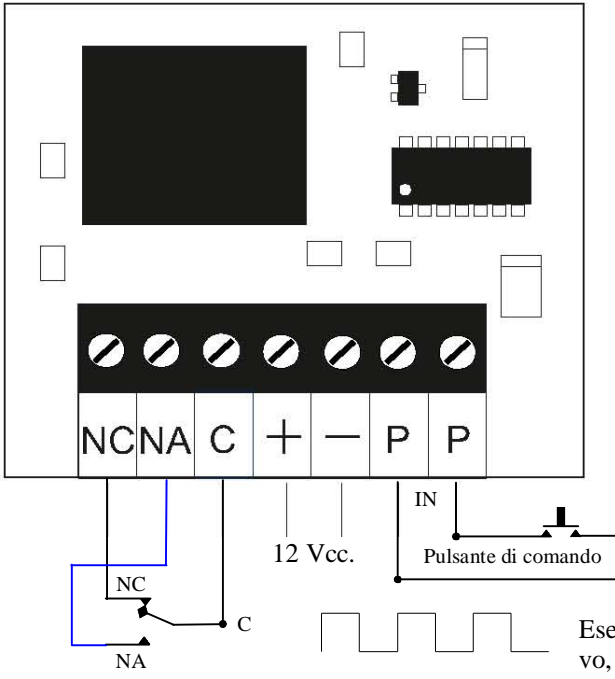 NC NA C + — P P
IN
12 Vcc.
Pulsante di comando
NC
C
NA
Ese
vo,